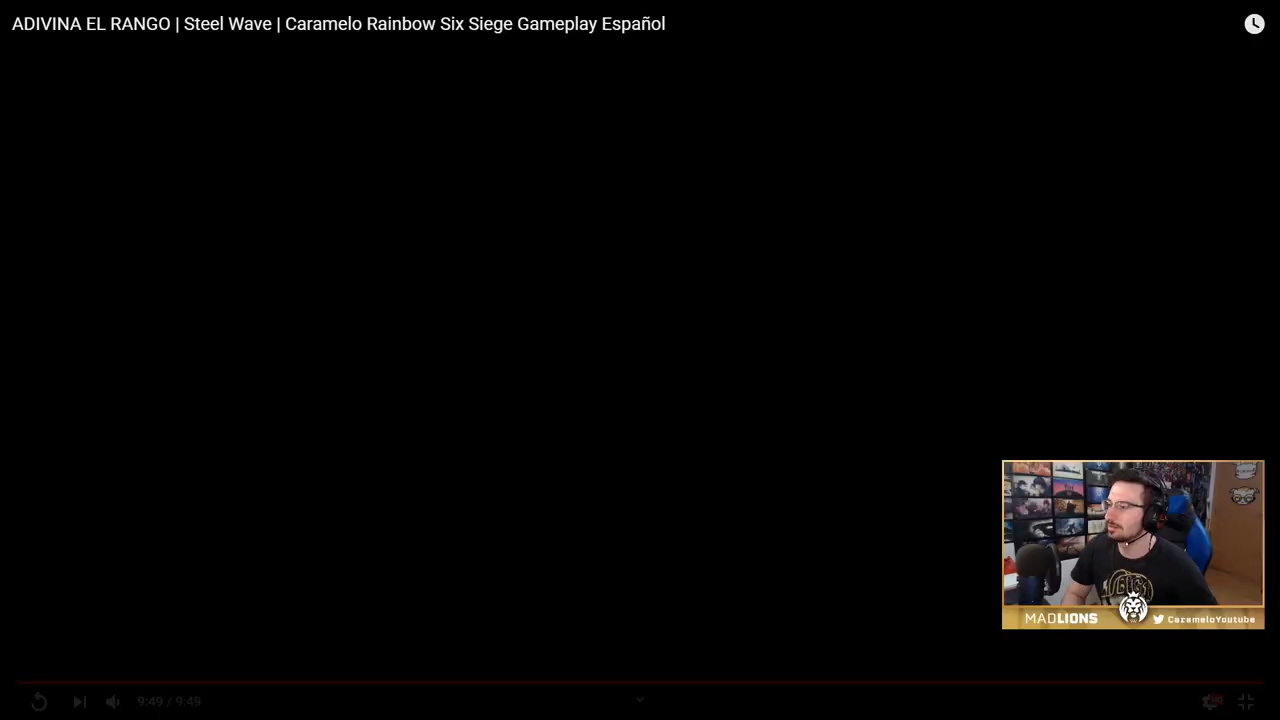 ADIVINA EL RANGO | Steel Wave | Caramelo Rainbow Six Siege Gameplay Español
MADLIONS
CarameloYoutube
9:49 / 9:49